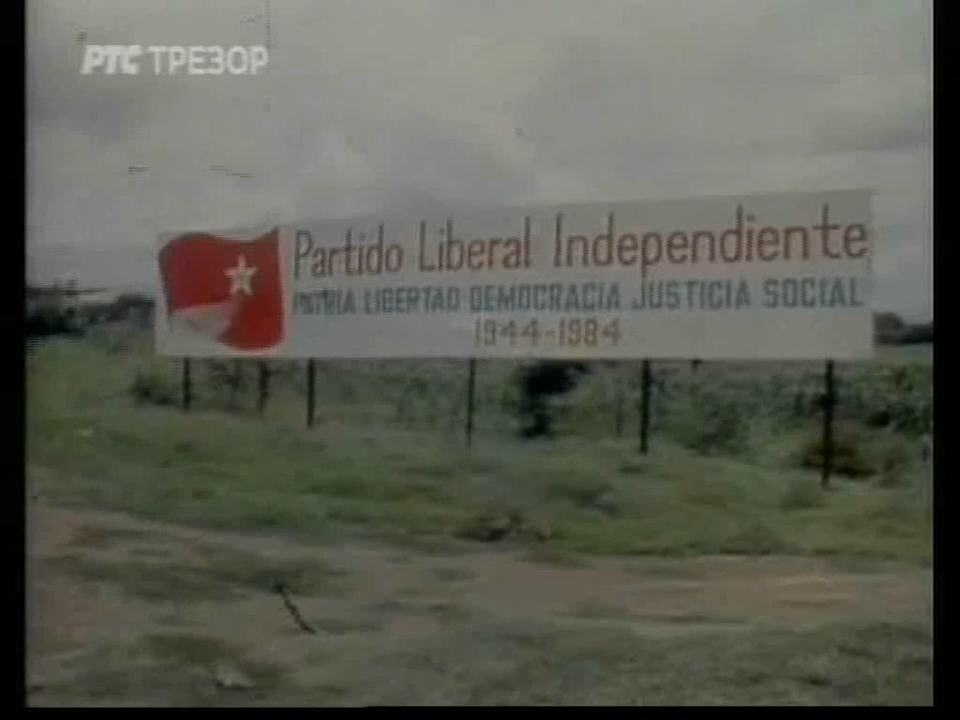 РТС ТРЕЗОР
Partido Liberal Independiente
PATRIA LIBERTAD DEMOCRACIA JUSTICIA SOCIAL
1944-1984